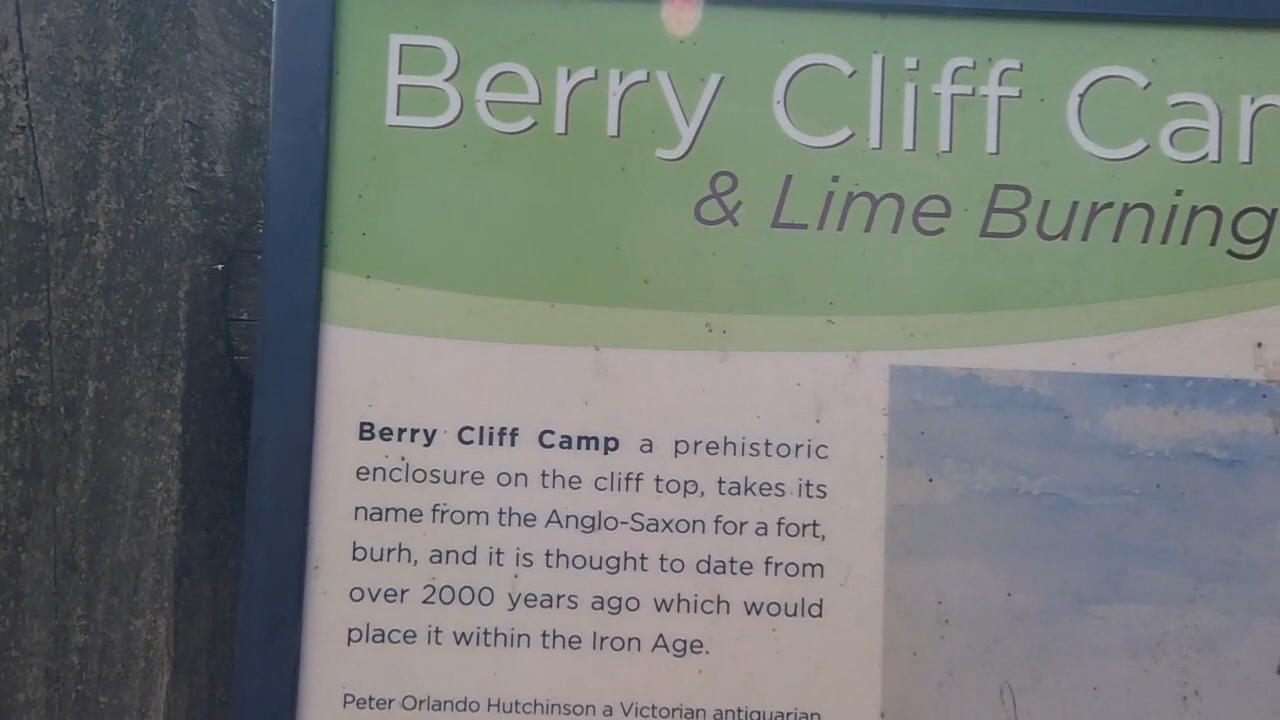 Berry Cliff
& Lime Burning
Berry Cliff Camp a prehistoric
enclosure on the cliff top, takes its
name from the Anglo-Saxon for a fort,
burh, and it is thought to date from
over 2000 years ago which would
place it within the Iron Age.
Peter Orlando Hutchinson a Victorian antiquarian